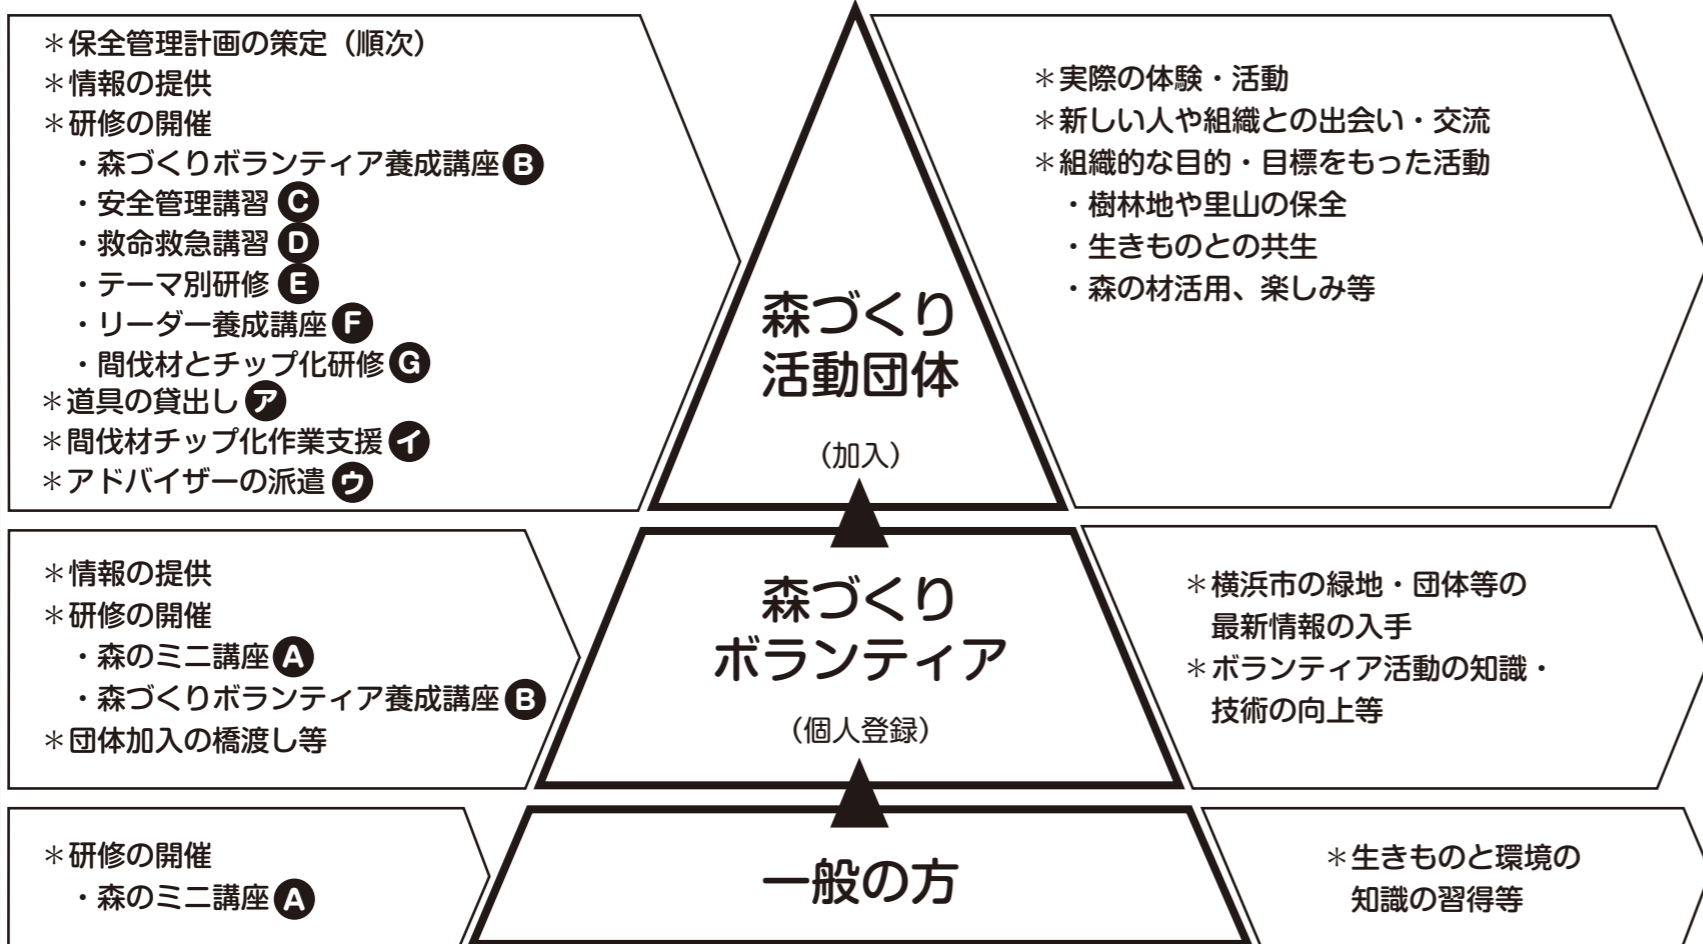 ＊保全管理計画の策定（順次）
＊情報の提供
＊研修の開催
・森づくりボランティア養成講座 B
・安全管理講習 C
・救命救急講習 D
・テーマ別研修 E
・リーダー養成講座 F
・間伐材とチップ化研修 G
＊道具の貸出し ア
＊間伐材チップ化作業支援 イ
＊アドバイザーの派遣 ウ
森づくり
活動団体
（加入）
＊実際の体験・活動
＊新しい人や組織との出会い・交流
＊組織的な目的・目標をもった活動
・樹林地や里山の保全
・生きものとの共生
・森の材活用、楽しみ等
＊情報の提供
＊研修の開催
・森のミニ講座 A
・森づくりボランティア養成講座 B
＊団体加入の橋渡し等
森づくり
ボランティア
（個人登録）
＊横浜市の緑地・団体等の
最新情報の入手
＊ボランティア活動の知識・
技術の向上等
＊研修の開催
・森のミニ講座 A
一般の方
＊生きものと環境の
知識の習得等